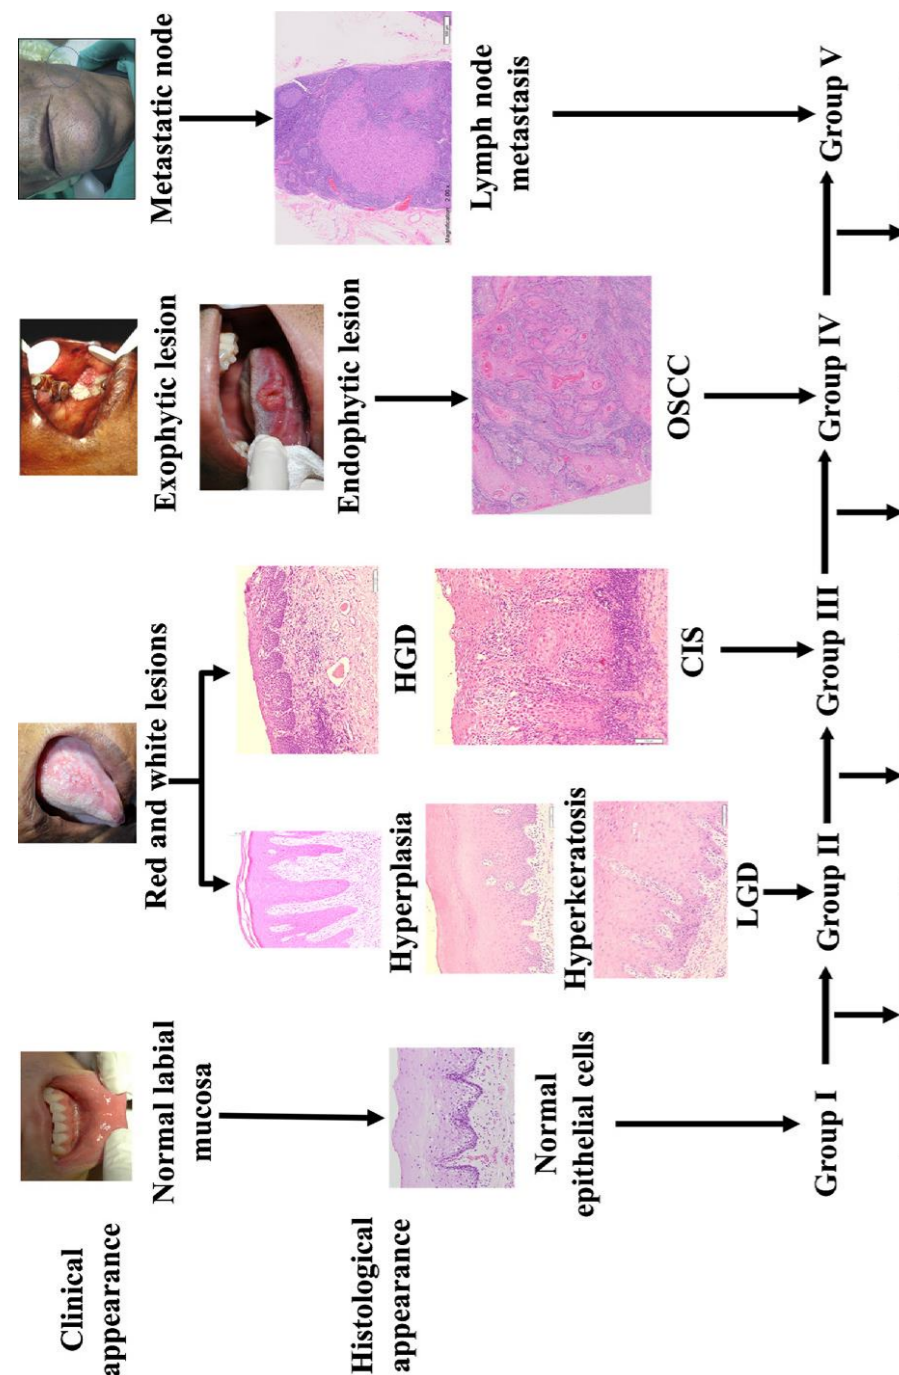 Clinical
appearance
Normal labial
mucosa
Red and white lesions
Exophytic lesion
Endophytic lesion
Metastatic node
Histological
appearance
Normal
epithelial cells
Hyperplasia
Hyperkeratosis
LGD
HGD
CIS
OSCC
Lymph node
metastasis
Group I
Group II
Group III
Group IV
Group V